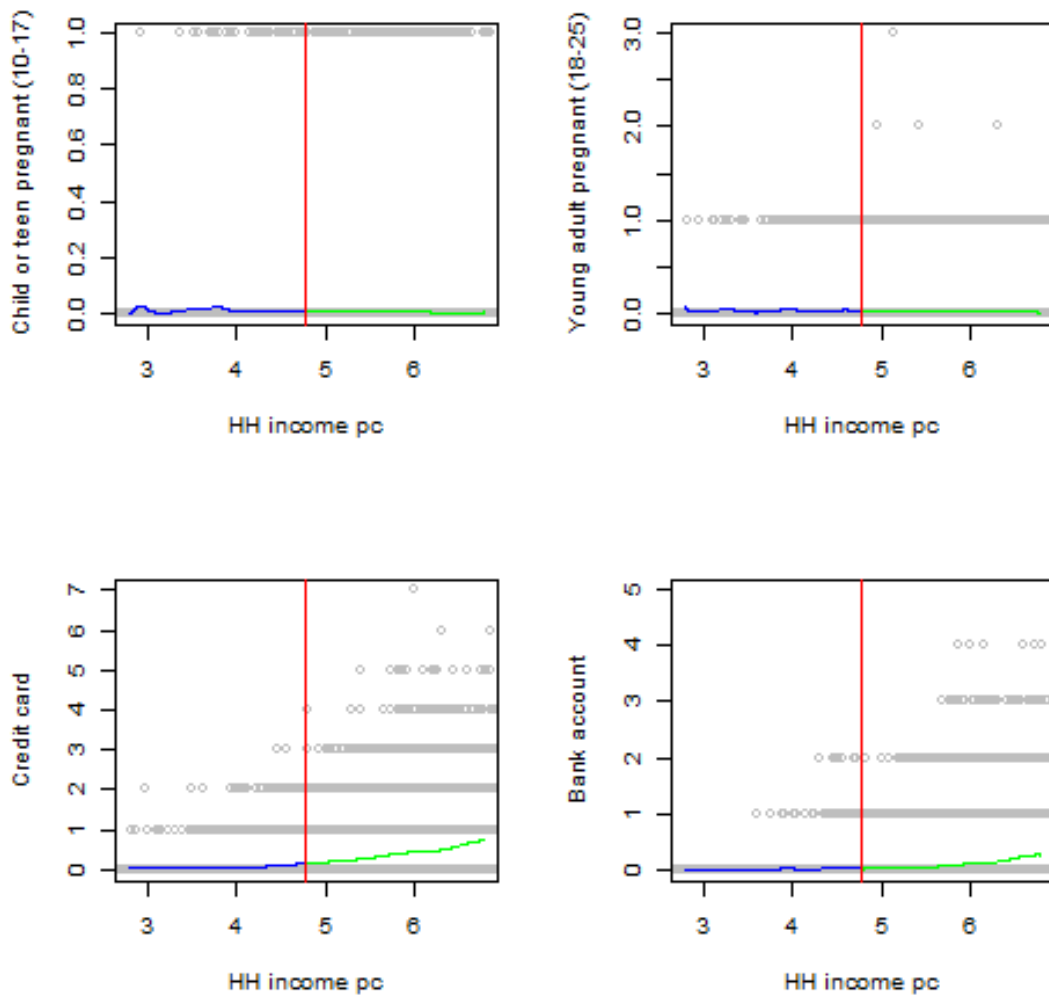 Child or teen pregnant (10-17)
0.0 0.2 0.4 0.6 0.8 1.0
3 4 5 6
HH income pc
Young adult pregnant (18-25)
0.0 1.0 2.0 3.0
3 4 5 6
HH income pc
Credit card
0 1 2 3 4 5 6 7
3 4 5 6
HH income pc
Bank account
0 1 2 3 4 5
3 4 5 6
HH income pc